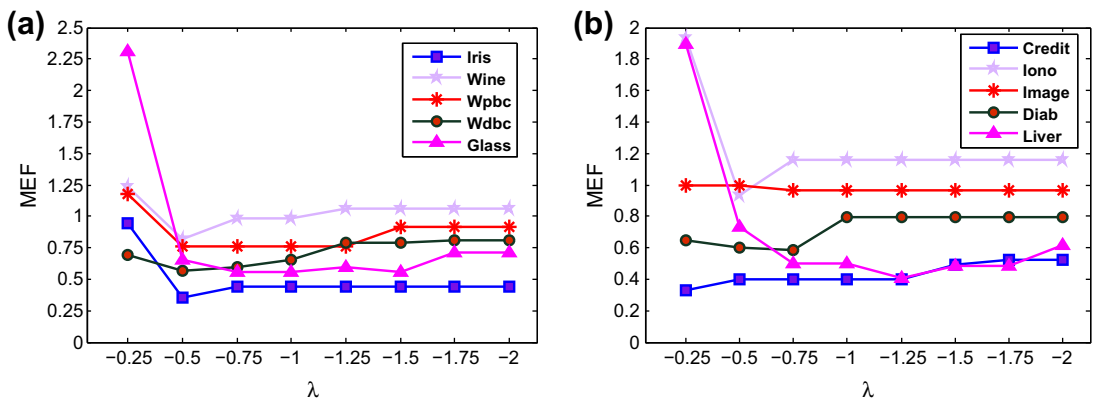 (a)
2.5
2.25
2
1.75
1.5
1.25
1
0.75
0.5
0.25
0
MEF
Iris
Wine
Wpbc
Wdbc
Glass
−0.25 −0.5 −0.75 −1 −1.25 −1.5 −1.75 −2
λ
(b)
2
1.8
1.6
1.4
1.2
1
0.8
0.6
0.4
0.2
0
MEF
Credit
Iono
Image
Diab
Liver
−0.25 −0.5 −0.75 −1 −1.25 −1.5 −1.75 −2
λ